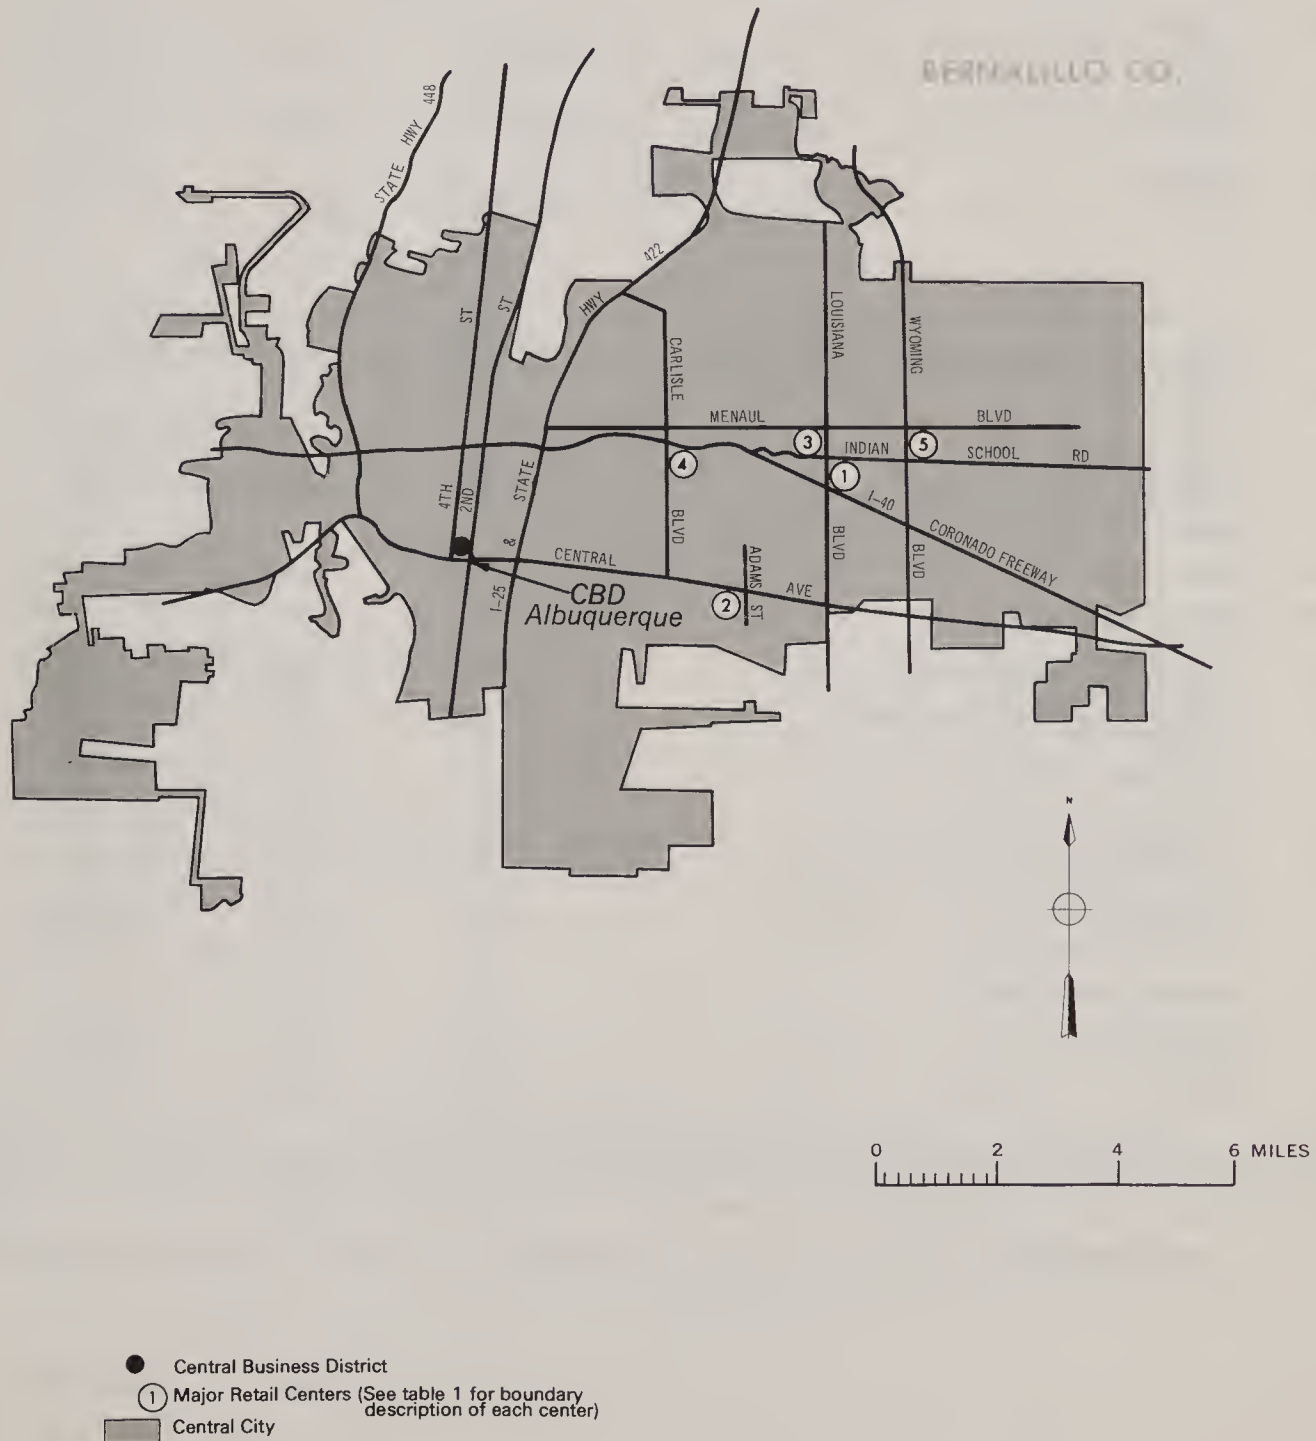 BERNALILLO CO.
STATE HWY 448
ST
ST
HWY 422
CARLISLE
LOUISIANA
WYOMING
MENAUL BLVD
3
INDIAN SCHOOL RD
5
4
1
I-40
4TH
2ND
STATE
BLVD
BLVD
BLVD
CORONADO FREEWAY
&
CENTRAL AVE
ADAMS ST
CBD
Albuquerque
I-25
2
N
0 2 4 6 MILES
Central Business District
1 Major Retail Centers (See table 1 for boundary
description of each center)
Central City